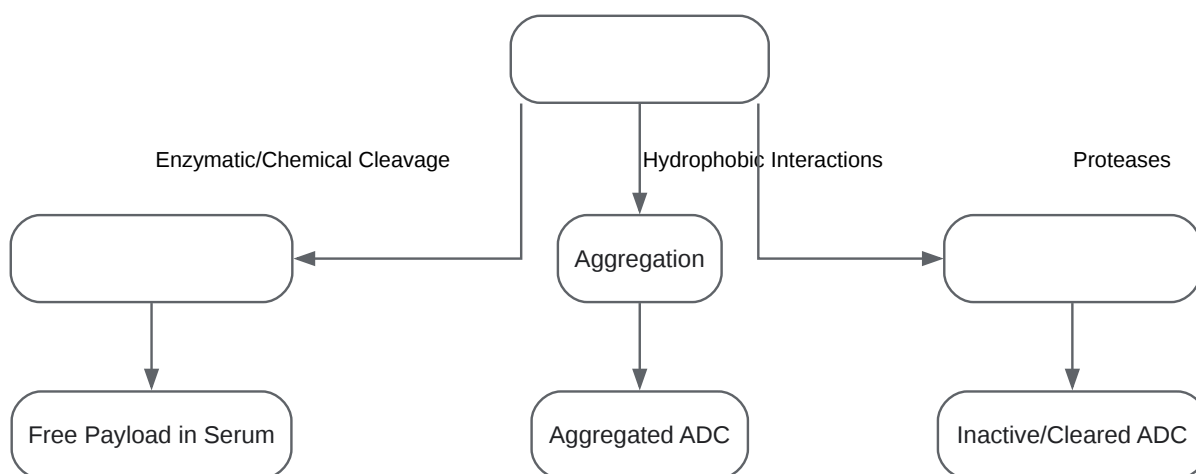 Enzymatic/Chemical Cleavage
Hydrophobic Interactions
Proteases
Aggregation
Free Payload in Serum
Aggregated ADC
Inactive/Cleared ADC